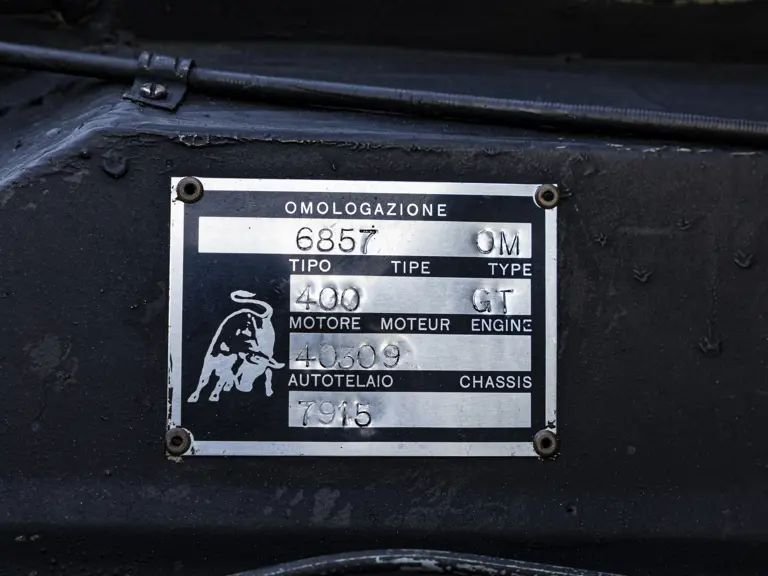 OMOLOGAZIONE
6857 OM
TIPO TIPE TYPE
400 GT
MOTORE MOTEUR ENGINE
40309
AUTOTELAIO CHASSIS
7915